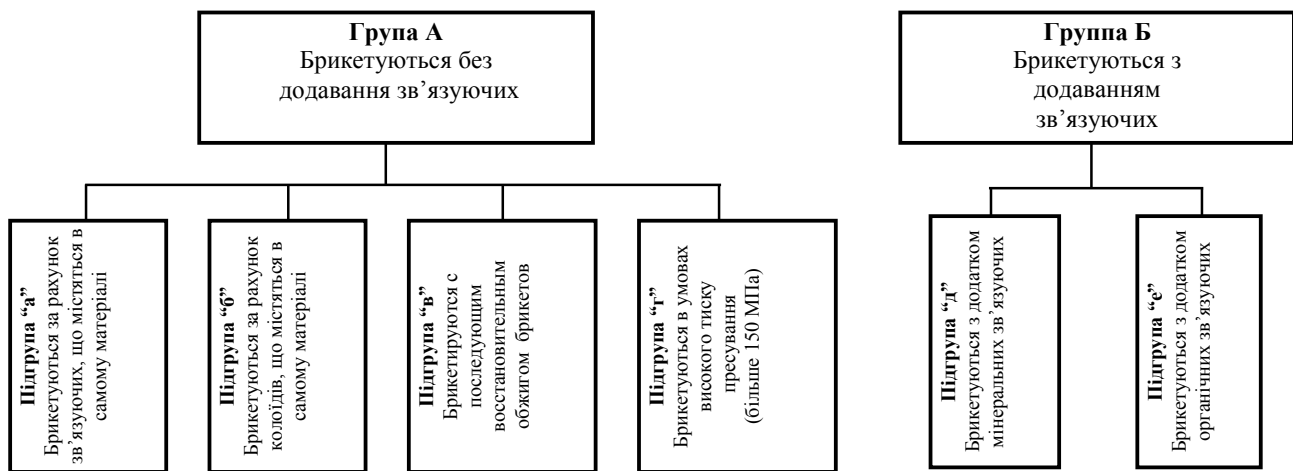 Група А
Брикетуються без
додавання зв’язуючих
Группа Б
Брикетуються з
додаванням
зв’язуючих
Підгрупа “а”
Брикетуються за рахунок
зв’язуючих, що містяться в
самому матеріалі
Підгрупа “б”
Брикетуються за рахунок
колоїдів, що містяться в
самому матеріалі
Підгрупа “в”
Брикетируются с
последующим
восстановительным
обжигом брикетов
Підгрупа “г”
Брикетуються в умовах
високого тиску
пресування
(більше 150 МПа)
Підгрупа “д”
Брикетуються з додатком
мінеральних зв’язуючих
Підгрупа “е”
Брикетуються з додатком
органічних зв’язуючих